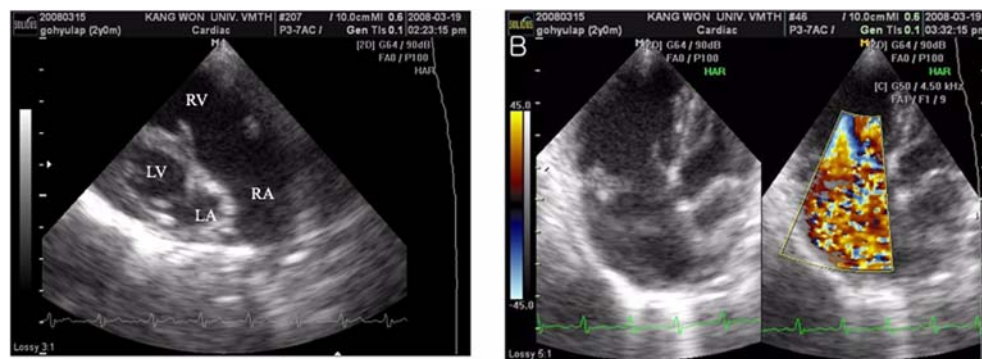 20080315 KANG WON UNIV. VMTH #207 / 10.0cm MI 0.6 2008-03-19
gohyulap (2y0m) Cardiac P3-7AC / Gen TIs 0.1 02:23:15 pm
[2D] G64 / 90dB
FA0 / P100
HAR
RV
LV
RA
LA
Lossy 3:1
B
20080315 KANG WON UNIV. VMTH #46 / 10.0cm MI 0.6 2008-03-19
gohyulap (2y0m) Cardiac P3-7AC / Gen TIs 0.1 03:32:15 pm
[2D] G64 / 90dB
FA0 / P100
HAR
[2D] G64 / 90dB
FA0 / P100
HAR
[C] G50 / 4.50 kHz
FA1 / F1 / 9
45.0
-45.0
Lossy 5:1